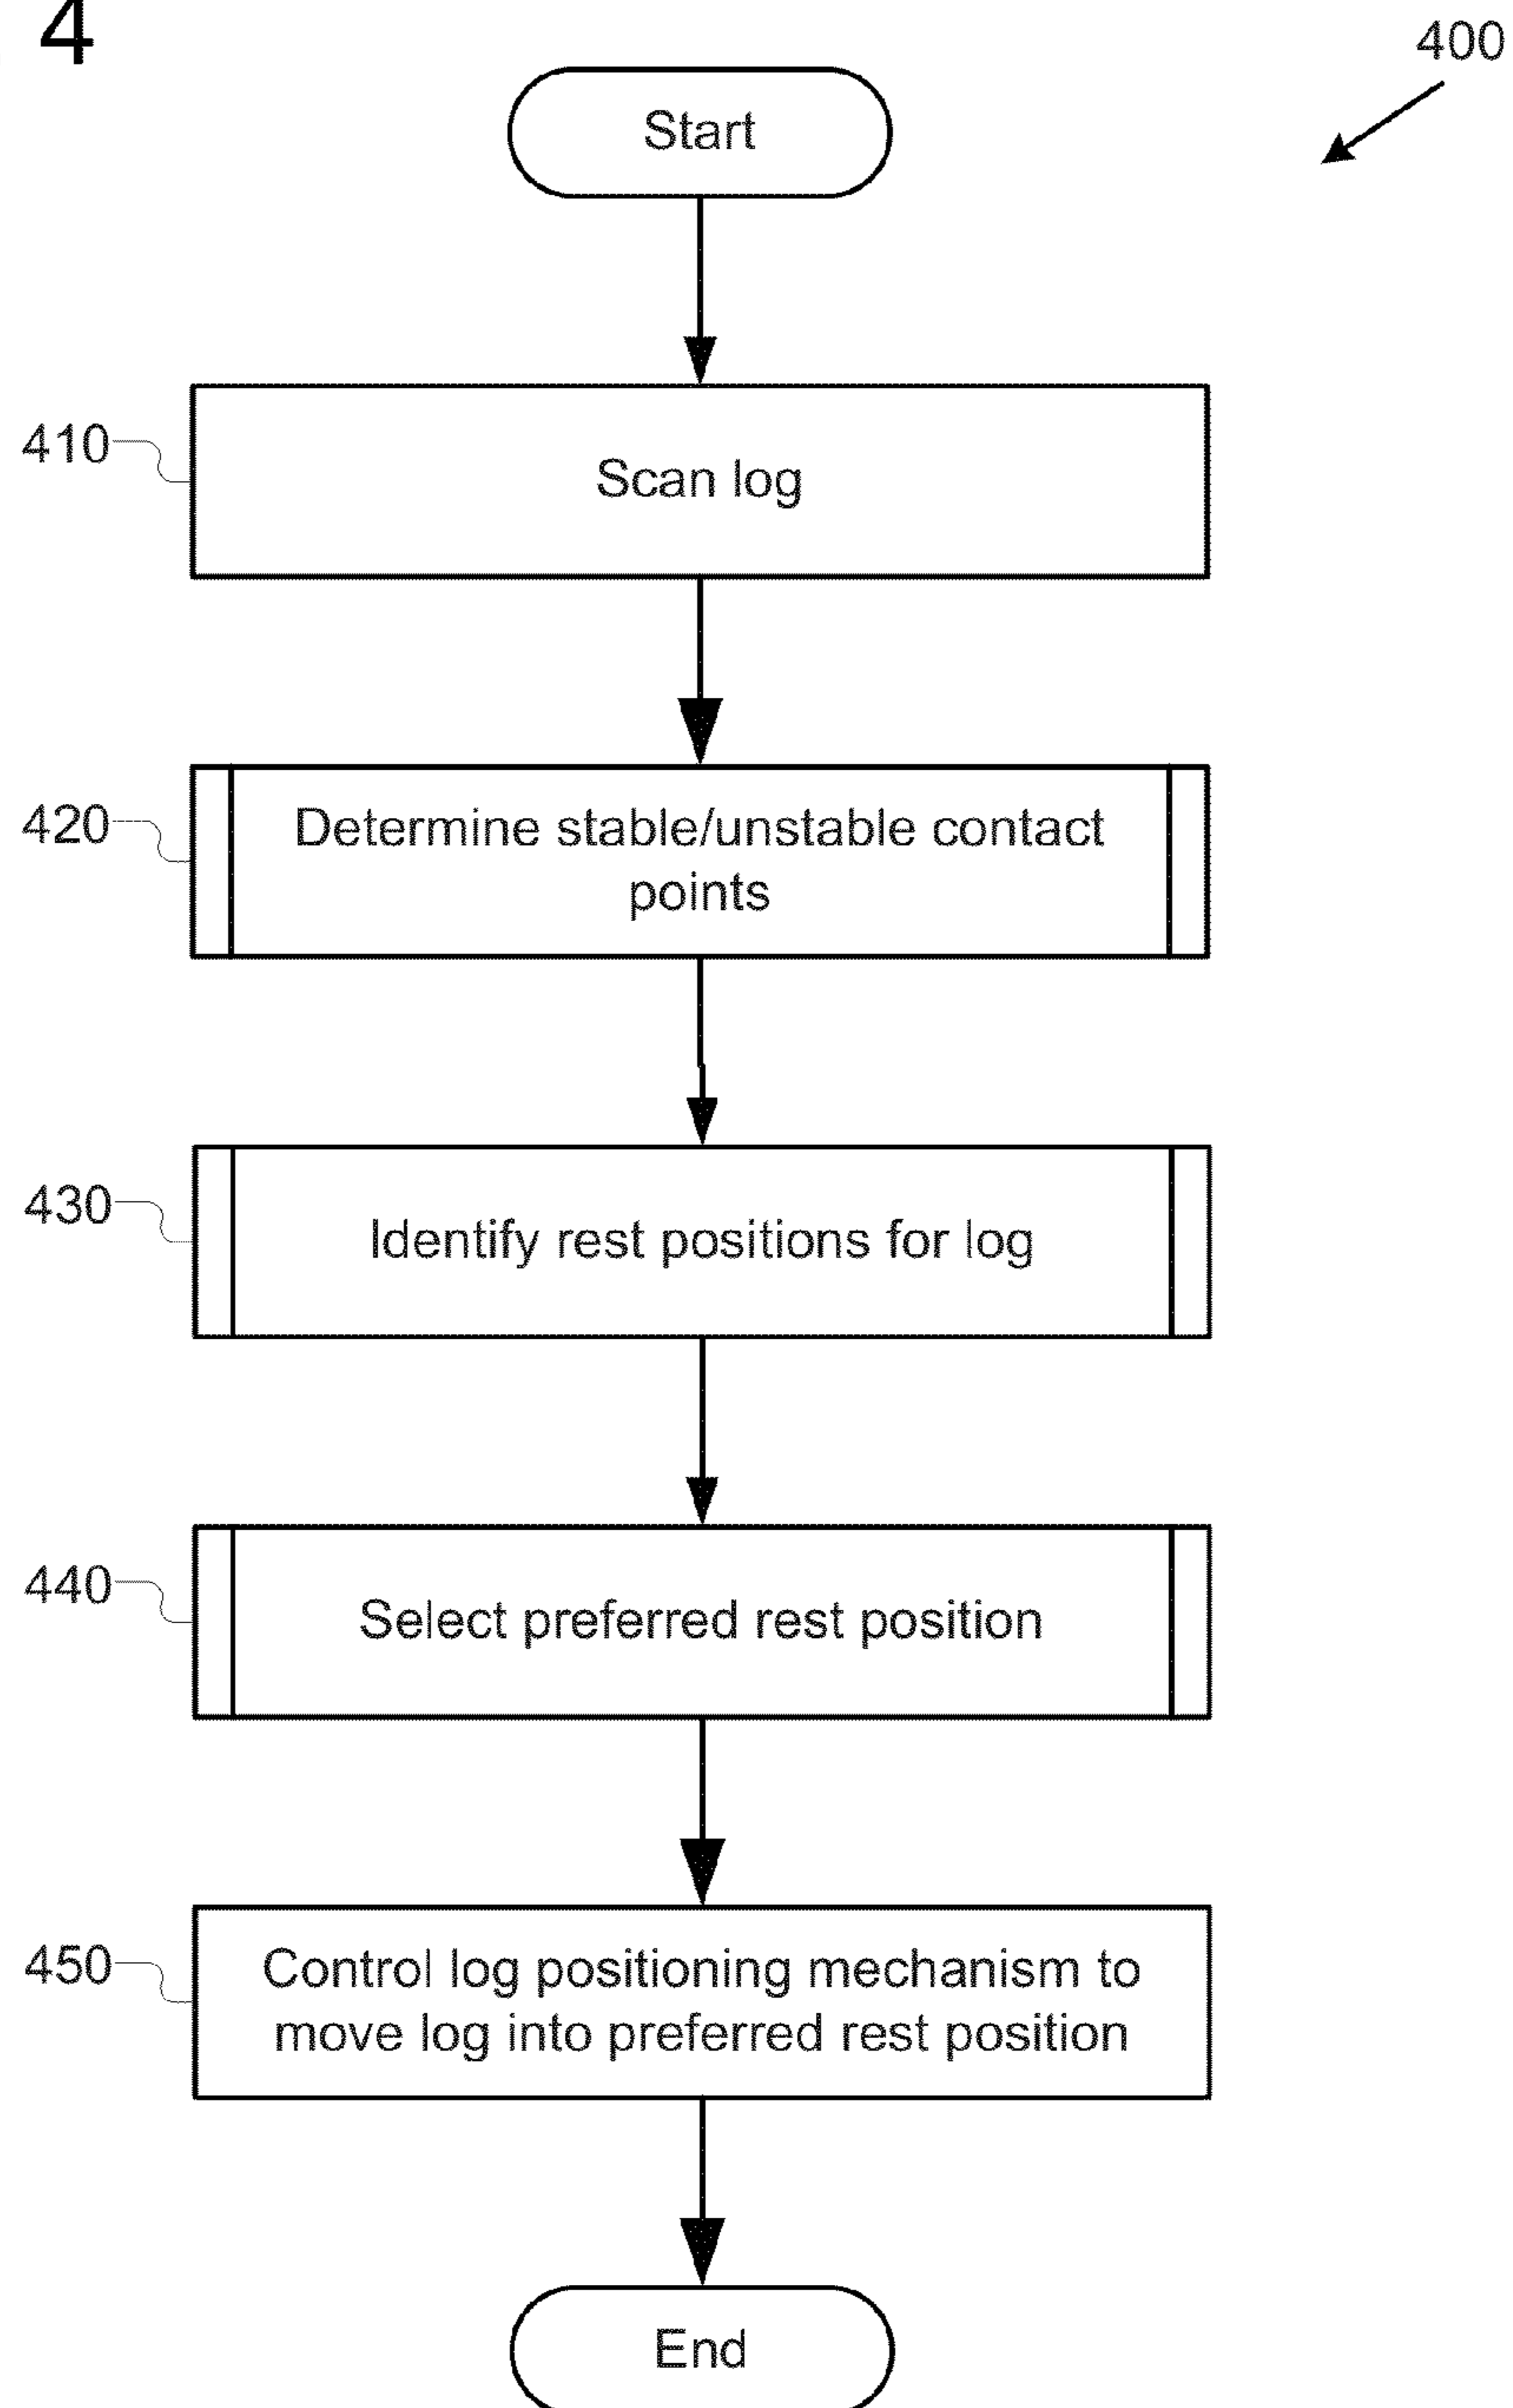 4
400
Start
410
Scan log
420
Determine stable/unstable contact
points
430
Identify rest positions for log
440
Select preferred rest position
450
Control log positioning mechanism to
move log into preferred rest position
End